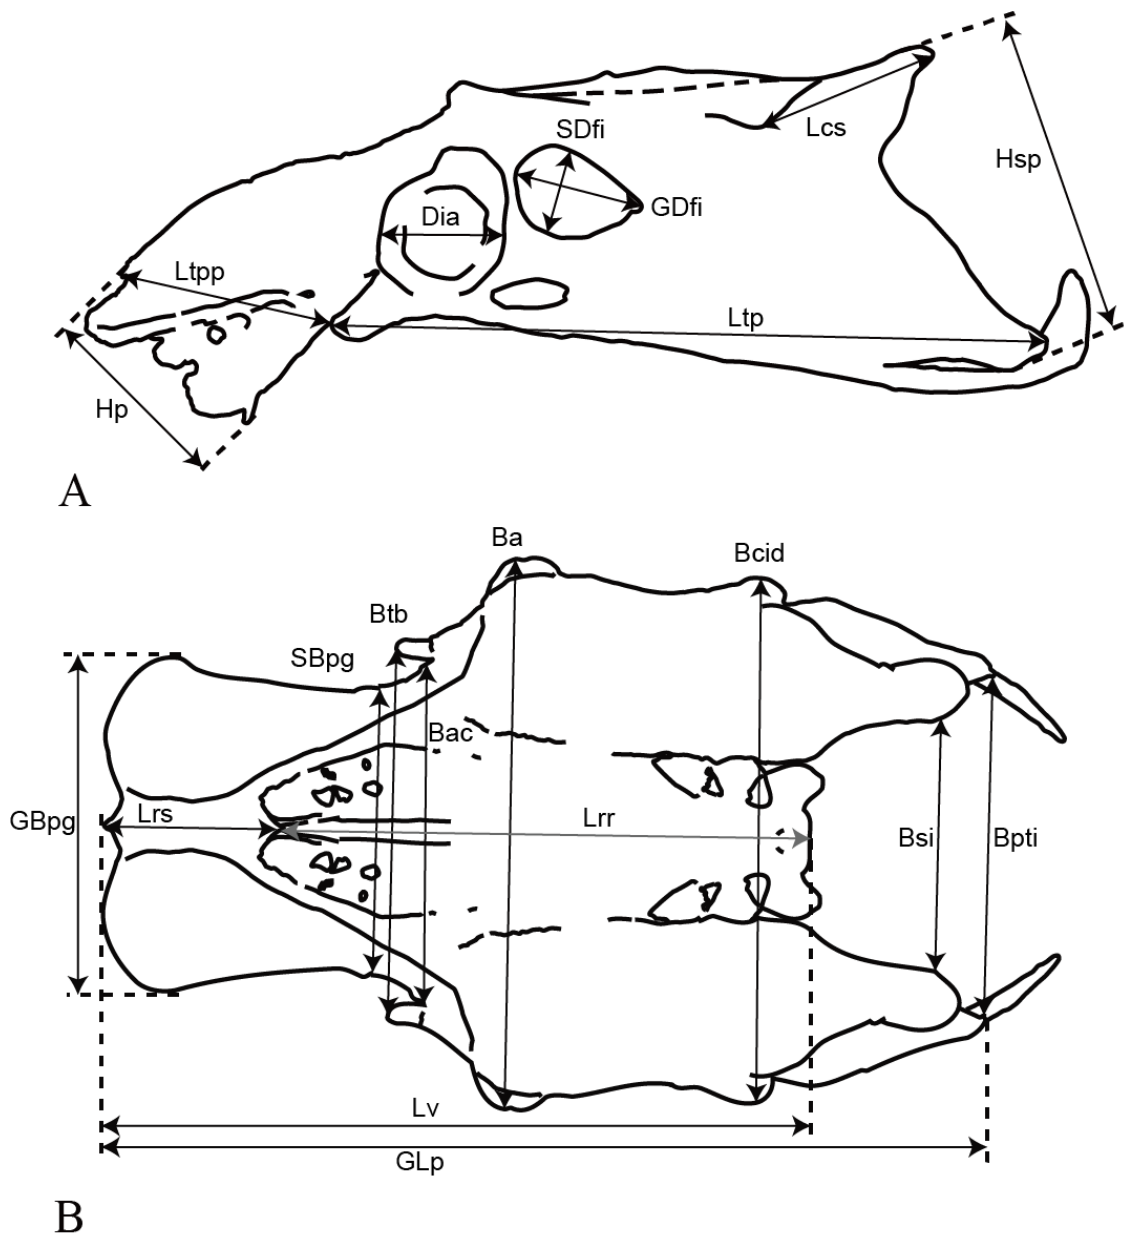 SDfi
Lcs
Hsp
GDfi
Dia
Ltpp
Ltp
Hp
A
Ba
Bcid
Btb
SBpg
Bac
GBpg
Lrs
Lrr
Bsi
Bpti
Lv
GLp
B